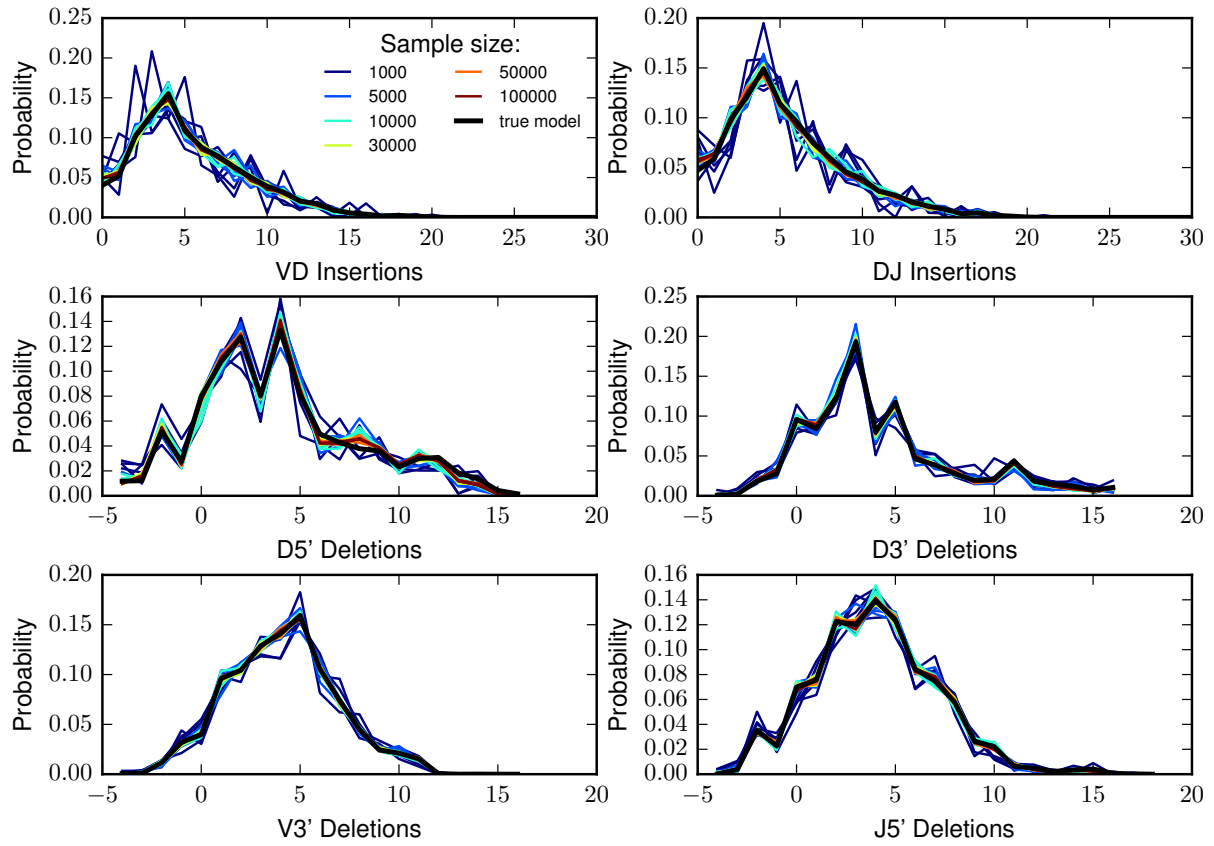 0.25
0.20
0.15
0.10
0.05
0.00
Probability
0 5 10 15 20 25 30
VD Insertions
Sample size:
1000 50000
5000 100000
10000 true model
30000
0.20
0.15
0.10
0.05
0.00
Probability
0 5 10 15 20 25 30
DJ Insertions
0.16
0.14
0.12
0.10
0.08
0.06
0.04
0.02
0.00
Probability
−5 0 5 10 15 20
D5' Deletions
0.25
0.20
0.15
0.10
0.05
0.00
Probability
−5 0 5 10 15 20
D3' Deletions
0.20
0.15
0.10
0.05
0.00
Probability
−5 0 5 10 15 20
V3' Deletions
0.16
0.14
0.12
0.10
0.08
0.06
0.04
0.02
0.00
Probability
−5 0 5 10 15 20
J5' Deletions